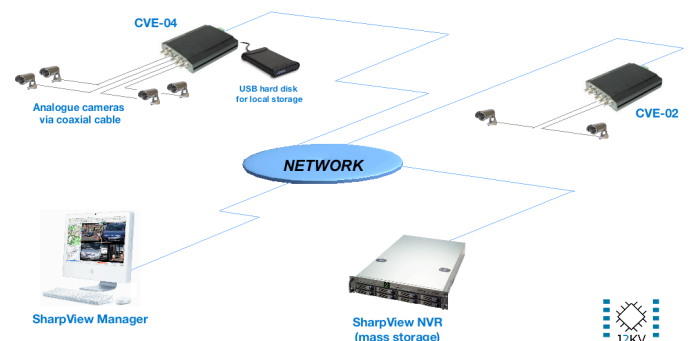 CVE-04
USB hard disk
for local storage
Analogue cameras
via coaxial cable
CVE-02
NETWORK
SharpView Manager
SharpView NVR
(mass storage)
12KV